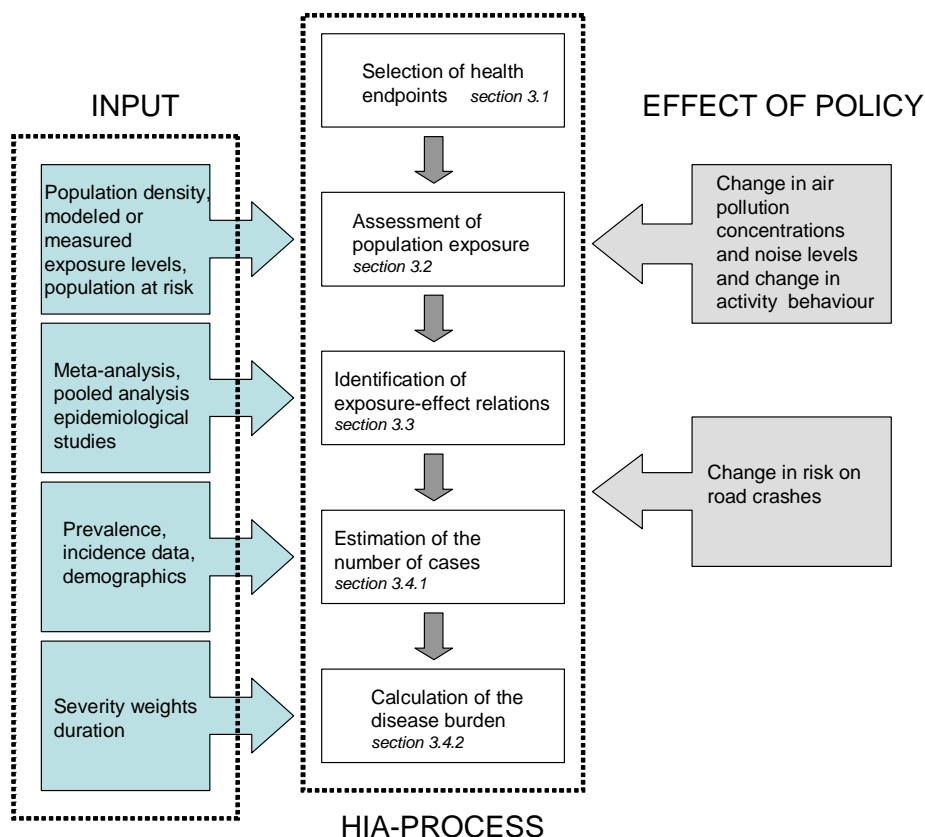 INPUT
Population density,
modeled or
measured
exposure levels,
population at risk
Meta-analysis,
pooled analysis
epidemiological
studies
Prevalence,
incidence data,
demographics
Severity weights
duration
Selection of health
endpoints section 3.1
Assessment of
population exposure
section 3.2
Identification of
exposure-effect relations
section 3.3
Estimation of the
number of cases
section 3.4.1
Calculation of the
disease burden
section 3.4.2
HIA-PROCESS
EFFECT OF POLICY
Change in air
pollution
concentrations
and noise levels
and change in
activity behaviour
Change in risk on
road crashes